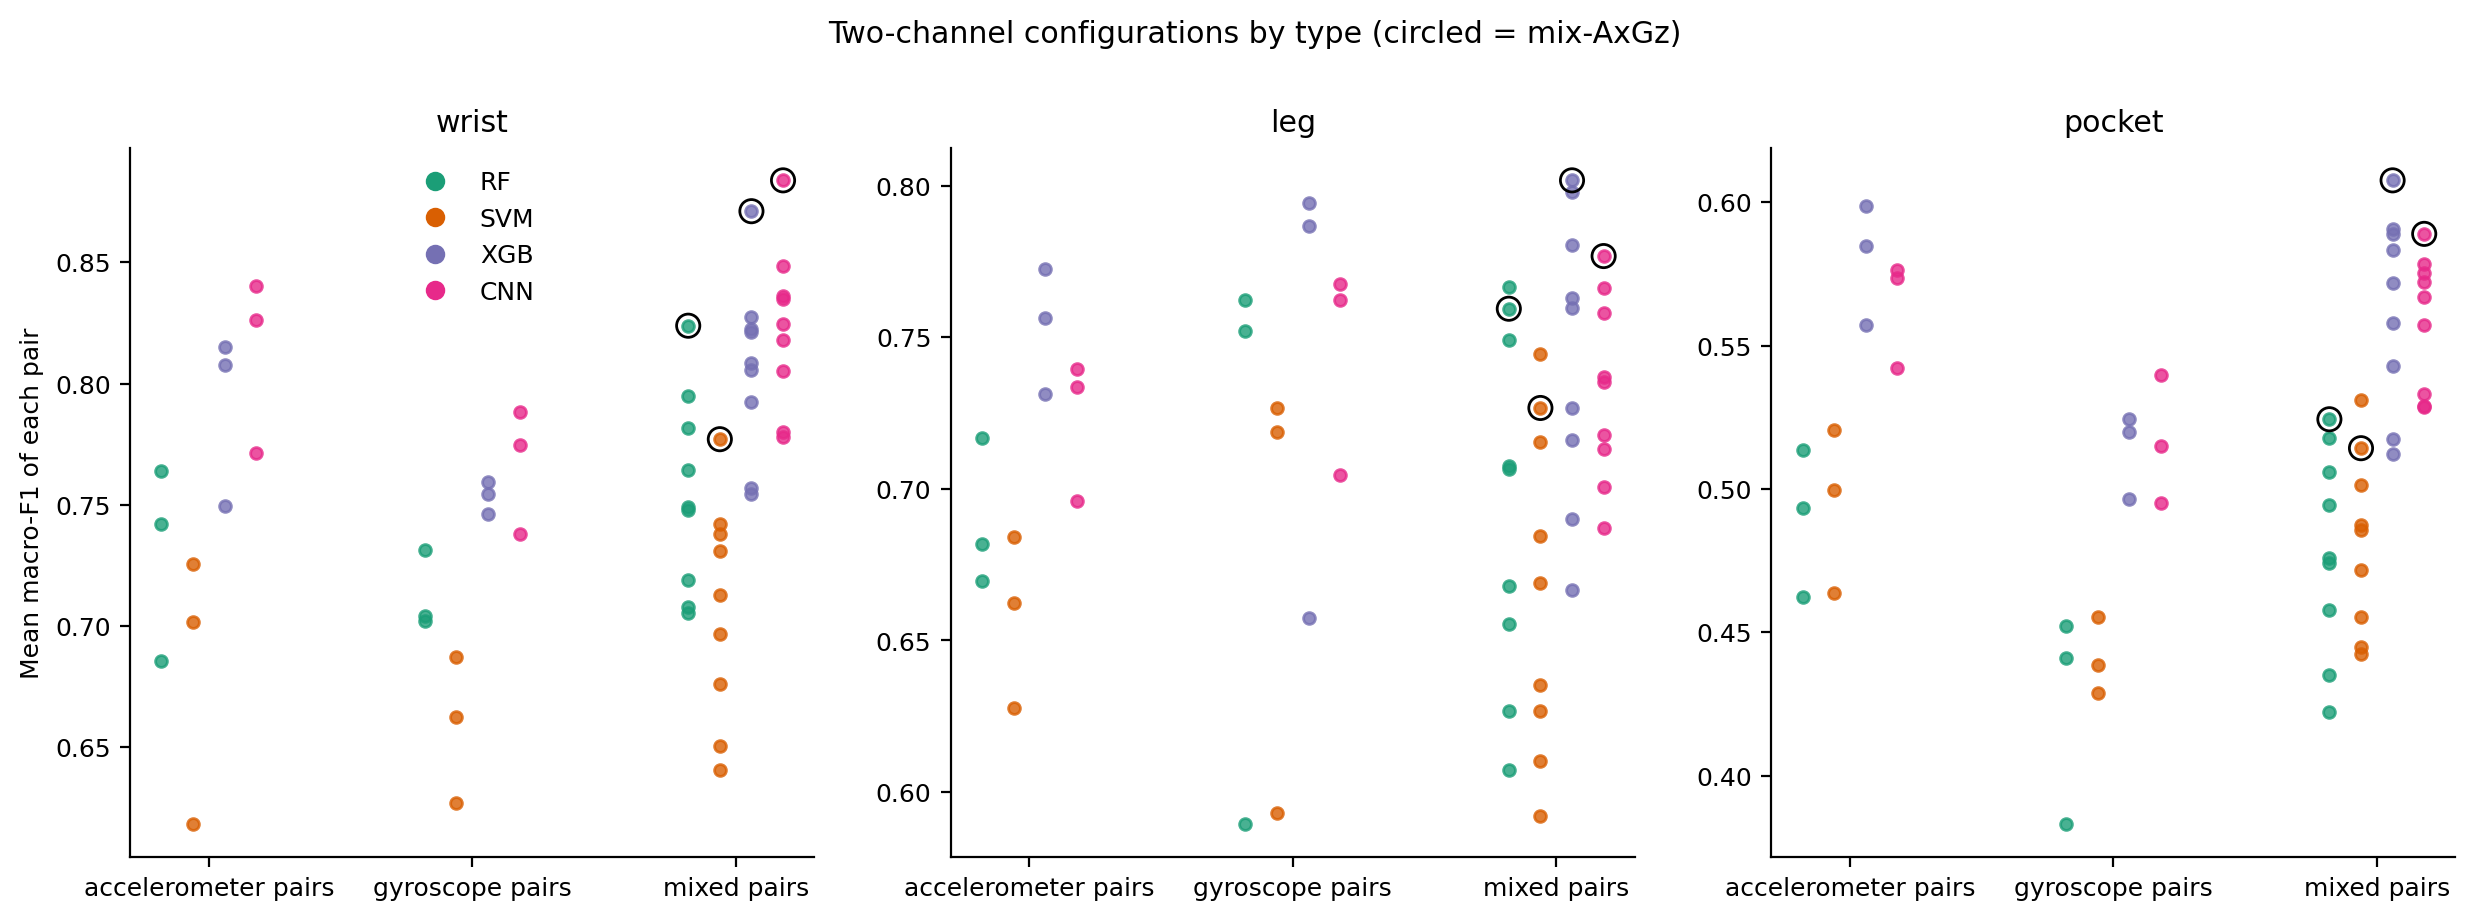 Two-channel configurations by type (circled = mix-AxGz)
wrist
leg
pocket
RF
SVM
XGB
CNN
Mean macro-F1 of each pair
0.85
0.80
0.75
0.70
0.65
accelerometer pairs
gyroscope pairs
mixed pairs
0.80
0.75
0.70
0.65
0.60
accelerometer pairs
gyroscope pairs
mixed pairs
0.60
0.55
0.50
0.45
0.40
accelerometer pairs
gyroscope pairs
mixed pairs